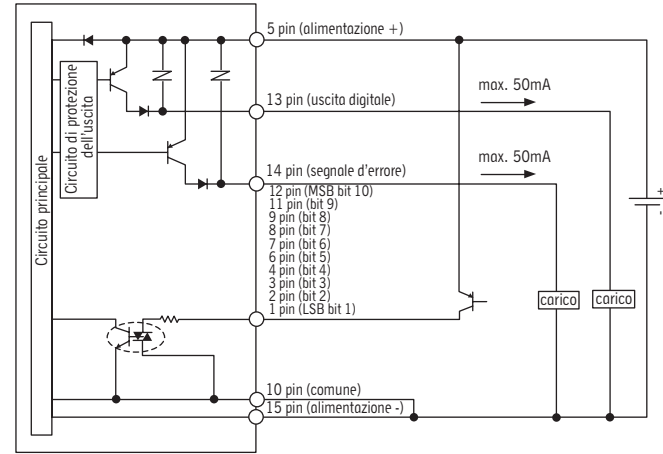 Circuito principale
Circuito di protezione
dell'uscita
5 pin (alimentazione +)
13 pin (uscita digitale)
max. 50mA
14 pin (segnale d'errore)
max. 50mA
12 pin (MSB bit 10)
11 pin (bit 9)
9 pin (bit 8)
8 pin (bit 7)
7 pin (bit 6)
6 pin (bit 5)
4 pin (bit 4)
3 pin (bit 3)
2 pin (bit 2)
1 pin (LSB bit 1)
carico
carico
+
-
10 pin (comune)
15 pin (alimentazione -)